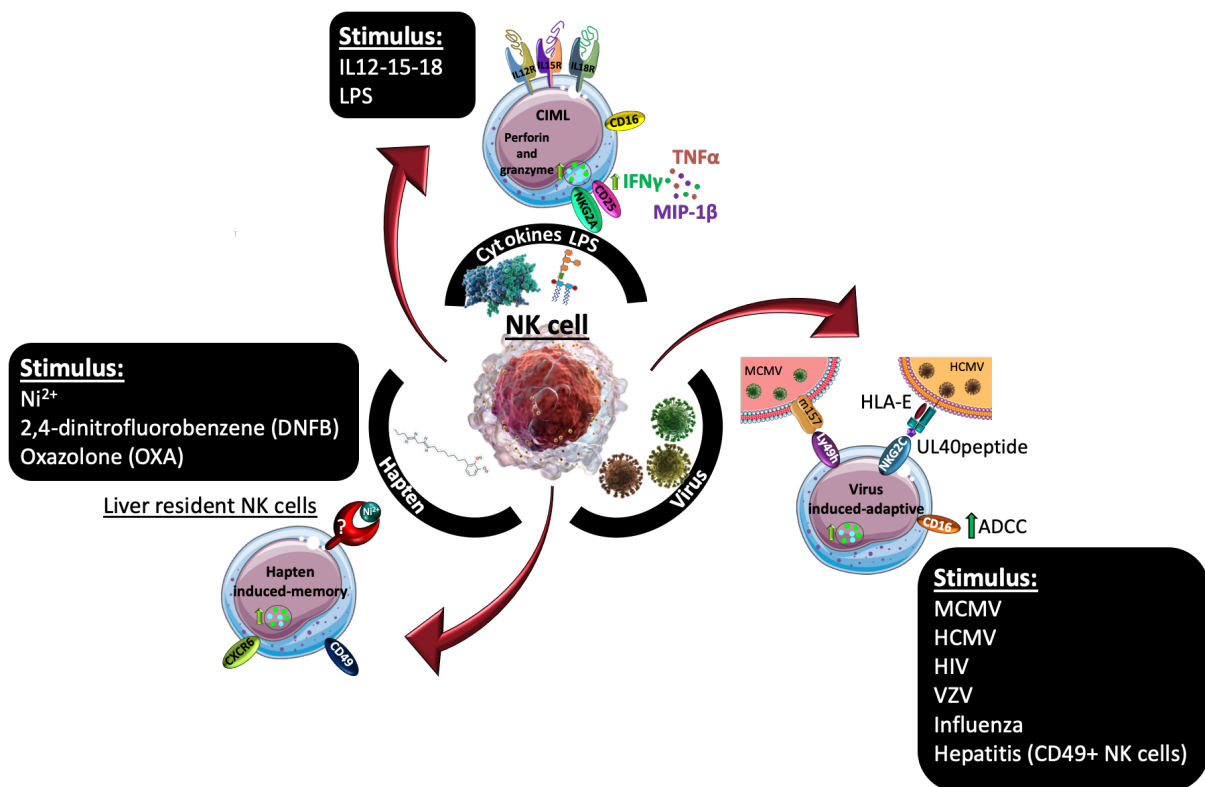 Stimulus:
IL12-15-18
LPS
IL12R
IL15R
IL18R
CIML
Perforin
and
granzyme
CD16
NKG2A
CD25
IFNγ
TNFα
MIP-1β
Cytokines LPS
NK cell
Hapten
Virus
Stimulus:
Ni²⁺
2,4-dinitrofluorobenzene (DNFB)
Oxazolone (OXA)
Liver resident NK cells
?
Ni²⁺
Hapten
induced-memory
CXCR6
CD49
MCMV
HCMV
m157
Ly49h
HLA-E
NKG2C
UL40peptide
Virus
induced-adaptive
CD16
ADCC
Stimulus:
MCMV
HCMV
HIV
VZV
Influenza
Hepatitis (CD49+ NK cells)